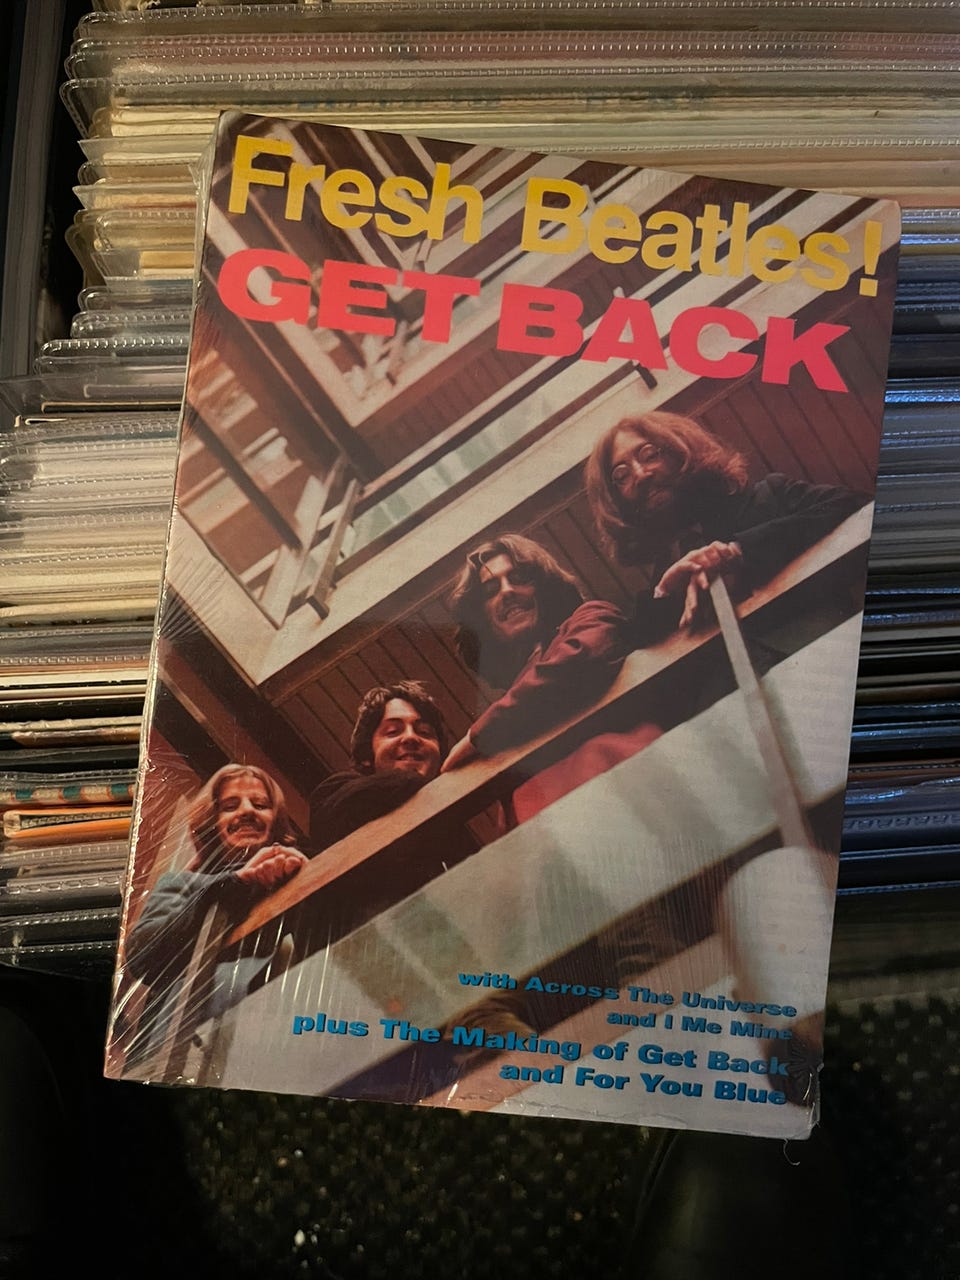 Fresh Beatles!
GET BACK
with Across The Universe
and I Me Mine
plus The Making of Get Back
and For You Blue